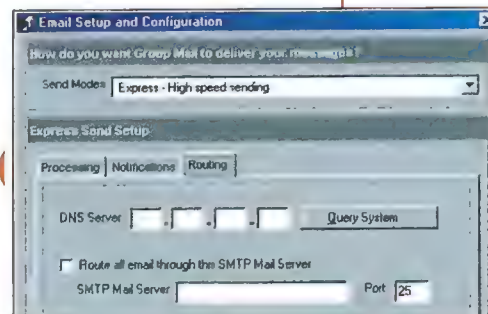 Email Setup and Configuration
How do you want Group Mail to deliver your messages?
Send Mode: Express - High speed sending
Express Send Setup
Processing Notifications Routing
DNS Server . . . Query System
Route all email through this SMTP Mail Server
SMTP Mail Server Port 25